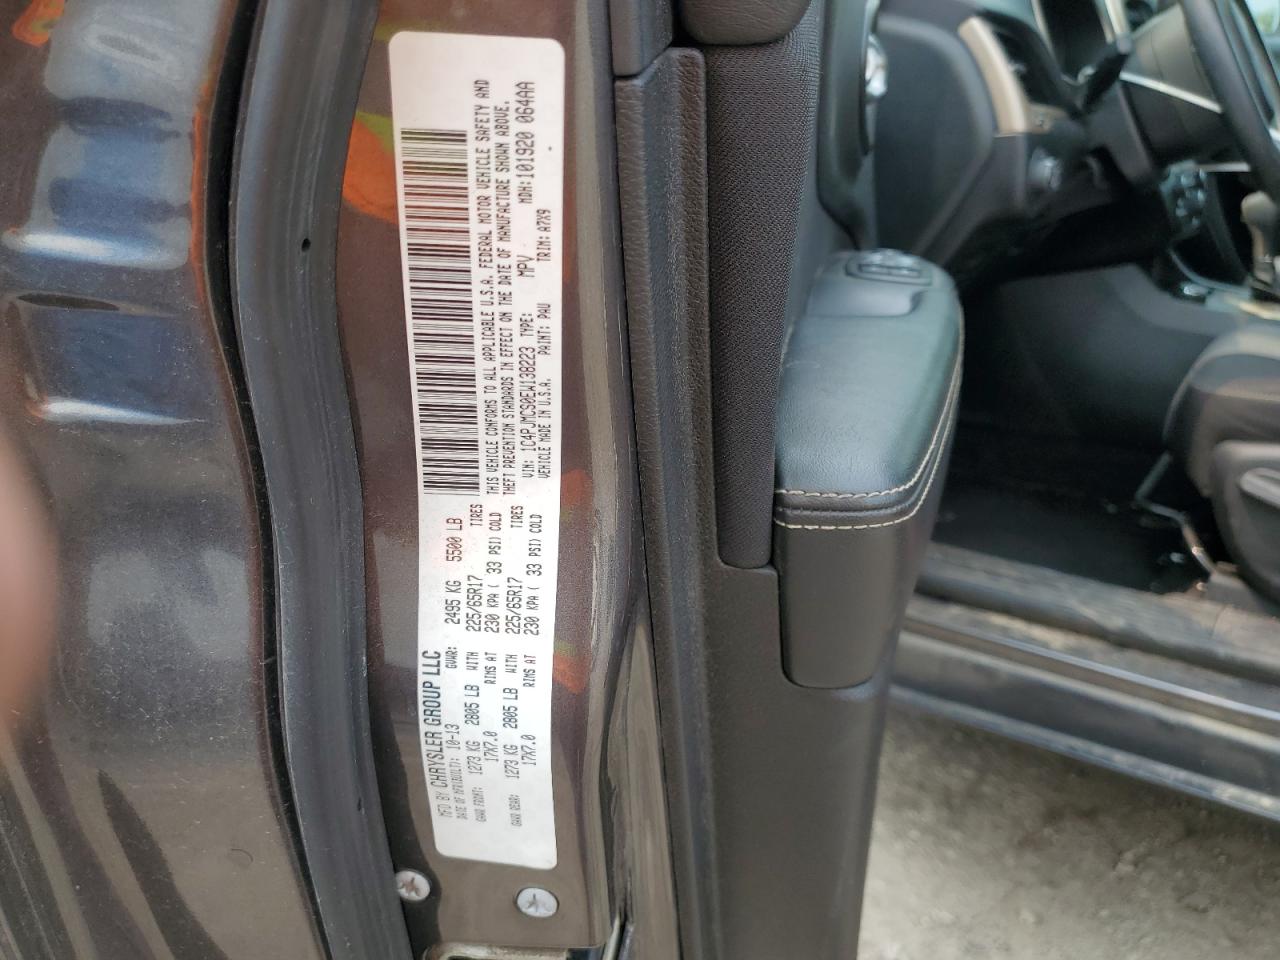 MFD BY CHRYSLER GROUP LLC
DATE OF MFR(BUILT): 10-13 GVWR: 2495 KG 5500 LB
GAWR FRONT: 1273 KG 2805 LB WITH 225/65R17 TIRES
17X7.0 RIMS AT 230 KPA ( 33 PSI) COLD
GAWR REAR: 1273 KG 2805 LB WITH 225/65R17 TIRES
17X7.0 RIMS AT 230 KPA ( 33 PSI) COLD
THIS VEHICLE CONFORMS TO ALL APPLICABLE U.S.A. FEDERAL MOTOR VEHICLE SAFETY AND
THEFT PREVENTION STANDARDS IN EFFECT ON THE DATE OF MANUFACTURE SHOWN ABOVE.
VIN: 1C4PJMCS0EW138223 TYPE: MPV MDH:101920 064AA
VEHICLE MADE IN U.S.A. PAINT: PAU TRIM: A7X9